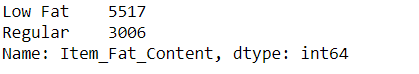 Low Fat    5517
Regular    3006
Name: Item_Fat_Content, dtype: int64